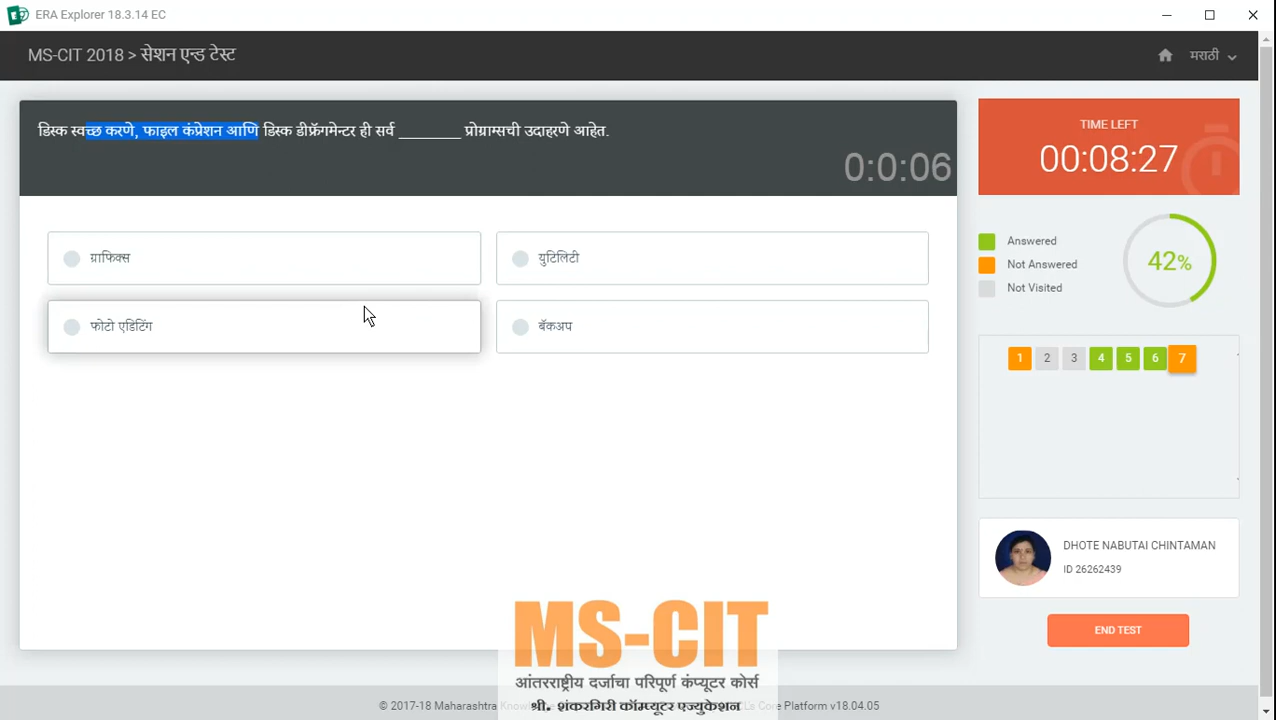 ERA Explorer 18.3.14 EC
MS-CIT 2018 > सेशन एन्ड टेस्ट
मराठी
डिस्क स्वच्छ करणे, फाइल कंप्रेशन आणि डिस्क डीफ्रॅगमेन्टर ही सर्व ________ प्रोग्राम्सची उदाहरणे आहेत.
0:0:06
ग्राफिक्स
युटिलिटी
फोटो एडिटिंग
बॅकअप
TIME LEFT
00:08:27
Answered
Not Answered
Not Visited
42%
1 2 3 4 5 6 7
DHOTE NABUTAI CHINTAMAN
ID 26262439
END TEST
MS-CIT
आंतरराष्ट्रीय दर्जाचा परिपूर्ण कंप्यूटर कोर्स
श्री. शंकरगिरी कॉम्प्यूटर एज्युकेशन
© 2017-18 Maharashtra Platform v18.04.05